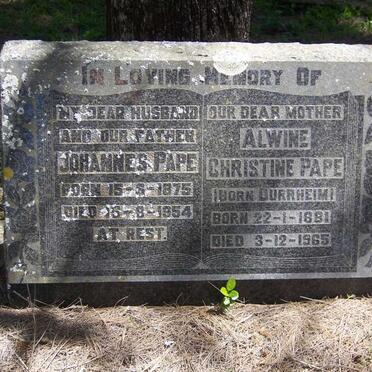 IN LOVING MEMORY OF
MY DEAR HUSBAND
AND OUR FATHER
JOHANNES PAPE
BORN 15-8-1875
DIED 15-8-1954
AT REST.
OUR DEAR MOTHER
ALWINE
CHRISTINE PAPE
(BORN DURRHEIM)
BORN 22-1-1881
DIED 3-12-1965